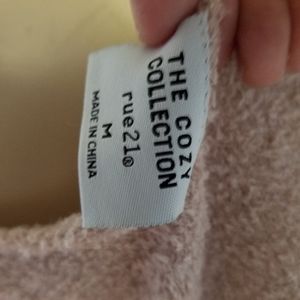 THE COZY
COLLECTION
rue21®
M
MADE IN CHINA